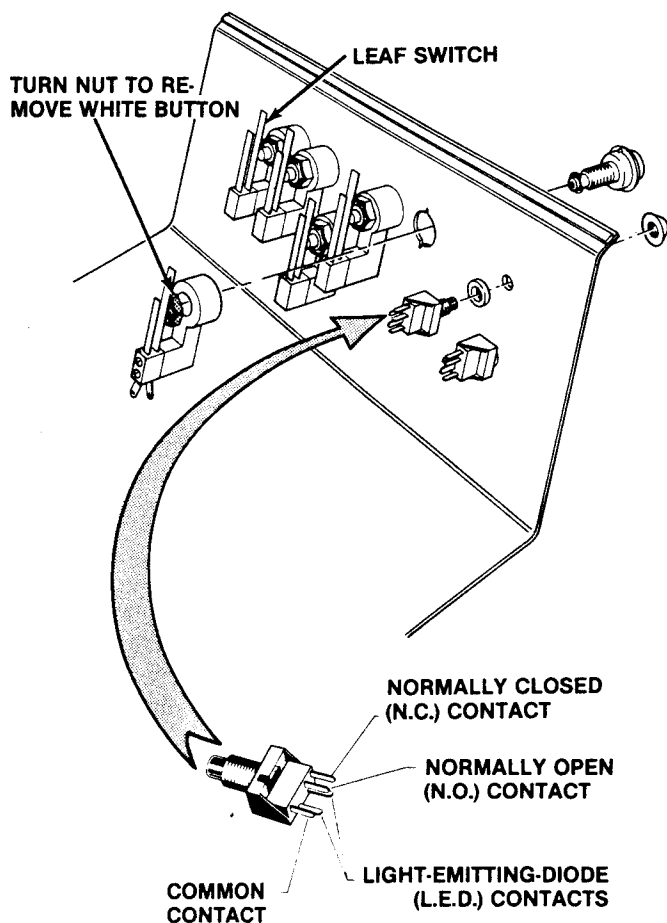 LEAF SWITCH
TURN NUT TO RE-
MOVE WHITE BUTTON
NORMALLY CLOSED
(N.C.) CONTACT
NORMALLY OPEN
(N.O.) CONTACT
LIGHT-EMITTING-DIODE
(L.E.D.) CONTACTS
COMMON
CONTACT